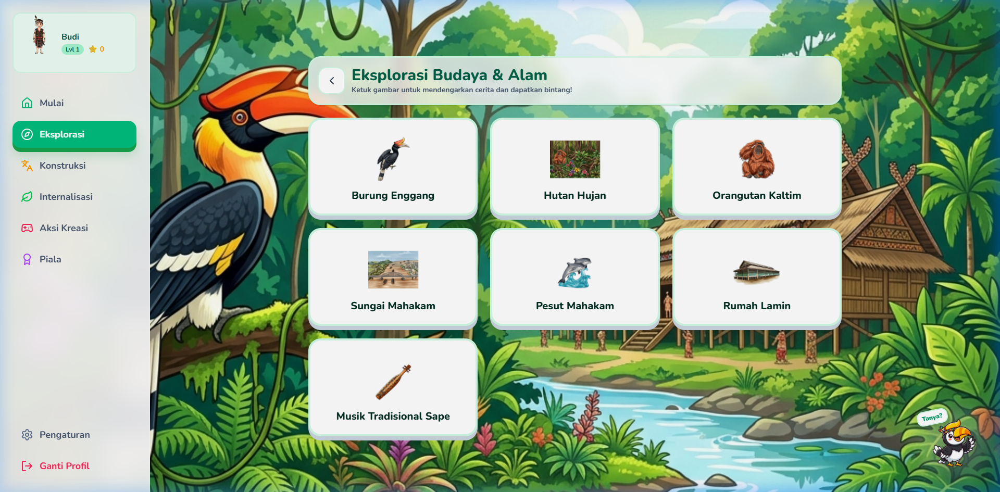 Budi
Lvl 1
0
Mulai
Eksplorasi
Konstruksi
Internalisasi
Aksi Kreasi
Piala
Pengaturan
Ganti Profil
Eksplorasi Budaya & Alam
Ketuk gambar untuk mendengarkan cerita dan dapatkan bintang!
Burung Enggang
Hutan Hujan
Orangutan Kaltim
Sungai Mahakam
Pesut Mahakam
Rumah Lamin
Musik Tradisional Sape
Tanya?